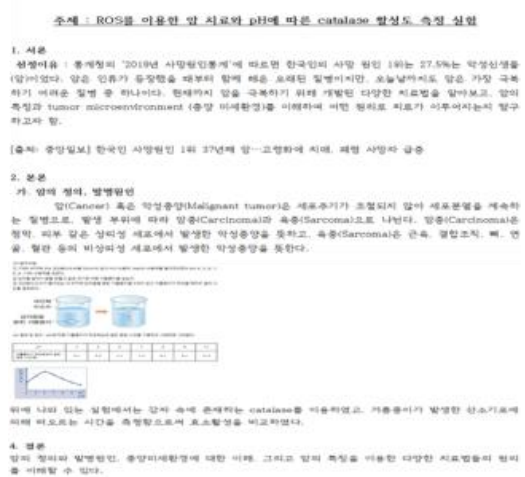 주제 : ROS를 이용한 암 치료와 pH에 따른 catalase 활성도 측정 실험
1. 서론
선정이유 : 통계청의 '2019년 사망원인통계'에 따르면 한국인의 사망 원인 1위는 27.5%는 악성신생물
(암)이었다. 암은 인류가 등장했을 때부터 함께 해온 오래된 질병이지만, 오늘날까지도 암은 가장 극복
하기 어려운 질병 중 하나이다. 현재까지 암을 극복하기 위해 개발된 다양한 치료법을 알아보고, 암의
특징과 tumor microenvironment (종양 미세환경)를 이해하여 어떤 원리로 치료가 이루어지는지 탐구
하고자 함.
[출처: 중앙일보] 한국인 사망원인 1위 37년째 암…고령화에 치매, 폐렴 사망자 급증
2. 본론
가. 암의 정의, 발병원인
암(Cancer) 혹은 악성종양(Malignant tumor)은 세포주기가 조절되지 않아 세포분열을 계속하
는 질병으로, 발생 부위에 따라 암종(Carcinoma)과 육종(Sarcoma)으로 나뉜다. 암종(Carcinoma)은
점막, 피부 같은 상피성 세포에서 발생한 악성종양을 뜻하고, 육종(Sarcoma)은 근육, 결합조직, 뼈, 연
골, 혈관 등의 비상피성 세포에서 발생한 악성종양을 뜻한다.
pH
위에 나와 있는 실험에서는 감자 속에 존재하는 catalase를 이용하였고, 거름종이가 발생한 산소기포에
의해 떠오르는 시간을 측정함으로써 효소활성을 비교하였다.
4. 결론
암의 정의와 발병원인, 종양미세환경에 대한 이해, 그리고 암의 특징을 이용한 다양한 치료법들의 원리
를 이해할 수 있다.